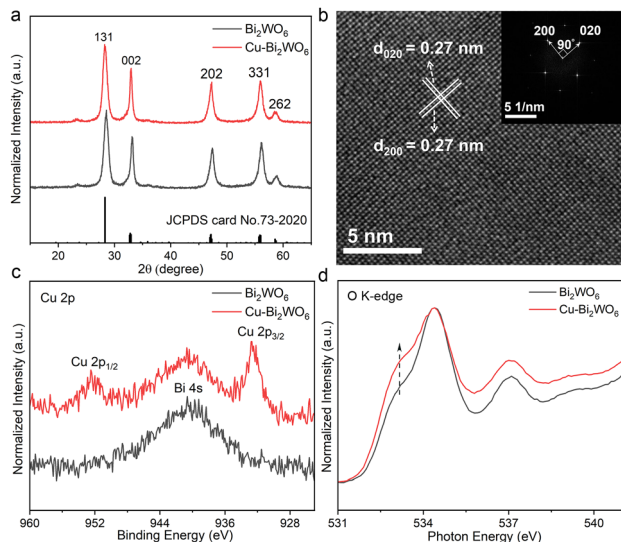 a
Bi₂WO₆
Cu-Bi₂WO₆
131
002
202
331
262
JCPDS card No.73-2020
Normalized Intensity (a.u.)
20
30
40
50
60
2θ (degree)
b
d₀₂₀ = 0.27 nm
d₂₀₀ = 0.27 nm
5 nm
200
020
90°
5 1/nm
c
Cu 2p
Bi₂WO₆
Cu-Bi₂WO₆
Cu 2p₃/₂
Cu 2p₁/₂
Bi 4s
Normalized Intensity (a.u.)
960
952
944
936
928
Binding Energy (eV)
d
O K-edge
Bi₂WO₆
Cu-Bi₂WO₆
Normalized Intensity (a.u.)
531
534
537
540
Photon Energy (eV)